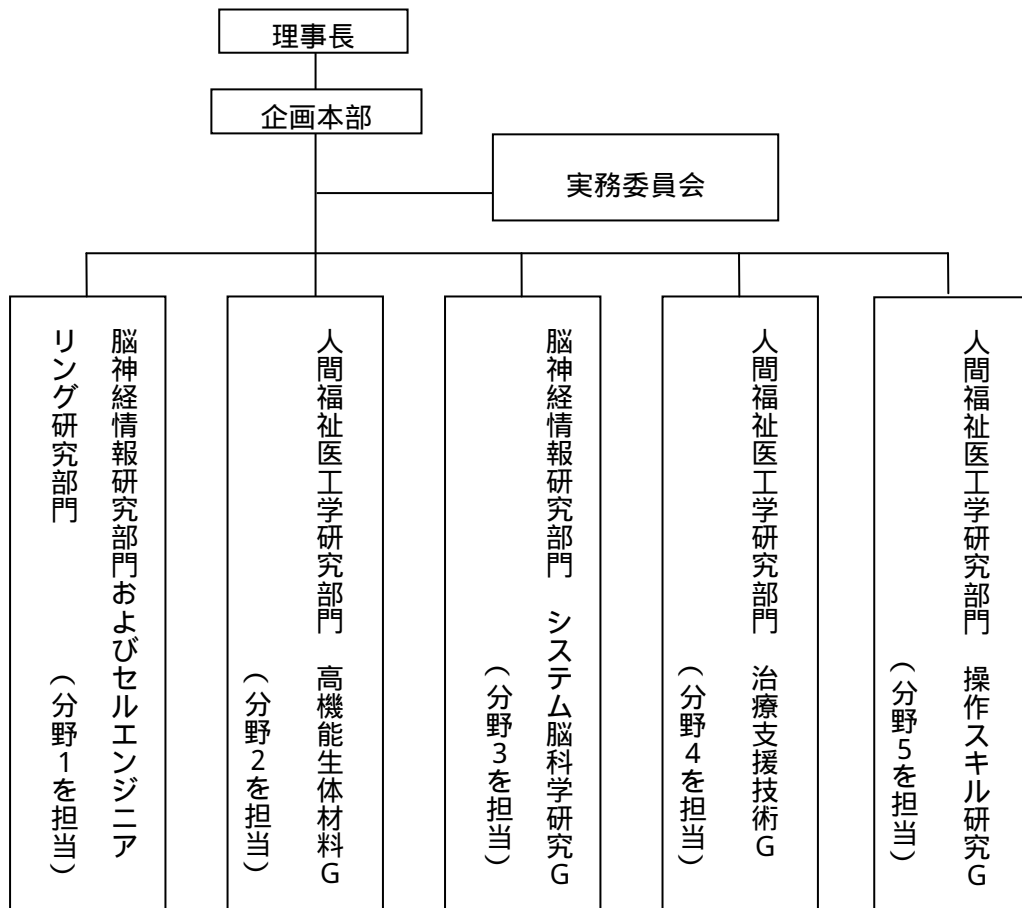 理事長
企画本部
実務委員会
脳神経情報研究部門およびセルエンジニア
リング研究部門　(分野1を担当)
人間福祉医工学研究部門　高機能生体材料G
(分野2を担当)
脳神経情報研究部門　システム脳科学研究G
(分野3を担当)
人間福祉医工学研究部門　治療支援技術G
(分野4を担当)
人間福祉医工学研究部門　操作スキル研究G
(分野5を担当)